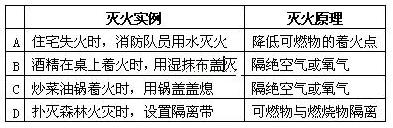 灭火实例 灭火原理
A 住宅失火时，消防队员用水灭火 降低可燃物的着火点
B 酒精在桌上着火时，用湿抹布盖灭 隔绝空气或氧气
C 炒菜油锅着火时，用锅盖盖熄 隔绝空气或氧气
D 扑灭森林火灾时，设置隔离带 可燃物与燃烧物隔离